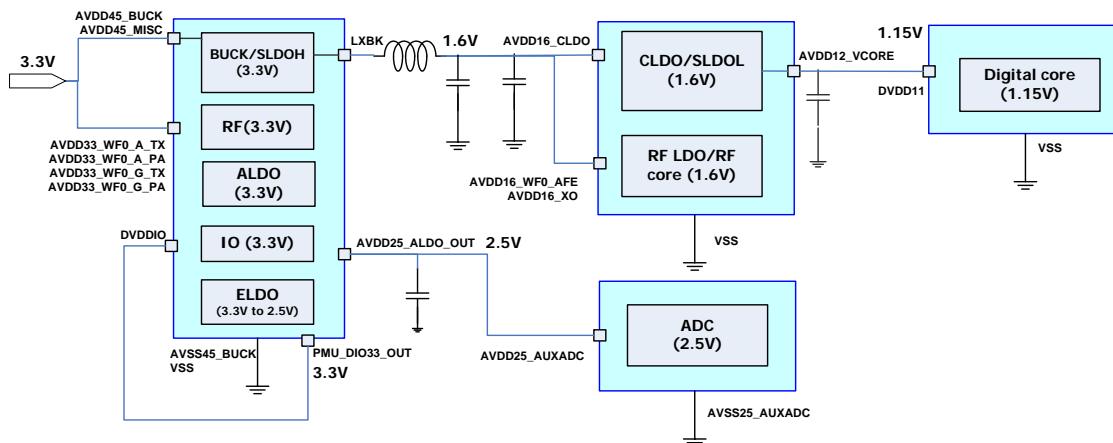 AVDD45_BUCK
AVDD45_MISC
3.3V
BUCK/SLDOH
(3.3V)
RF(3.3V)
AVDD33_WF0_A_TX
AVDD33_WF0_A_PA
AVDD33_WF0_G_TX
AVDD33_WF0_G_PA
ALDO
(3.3V)
DVDDIO
IO (3.3V)
ELDO
(3.3V to 2.5V)
AVSS45_BUCK
VSS
PMU_DIO33_OUT
3.3V
LXBK
1.6V
AVDD16_CLDO
CLDO/SLDOL
(1.6V)
RF LDO/RF
core (1.6V)
AVDD16_WF0_AFE
AVDD16_XO
VSS
AVDD25_ALDO_OUT
2.5V
ADC
(2.5V)
AVDD25_AUXADC
AVSS25_AUXADC
1.15V
AVDD12_VCORE
DVDD11
Digital core
(1.15V)
VSS